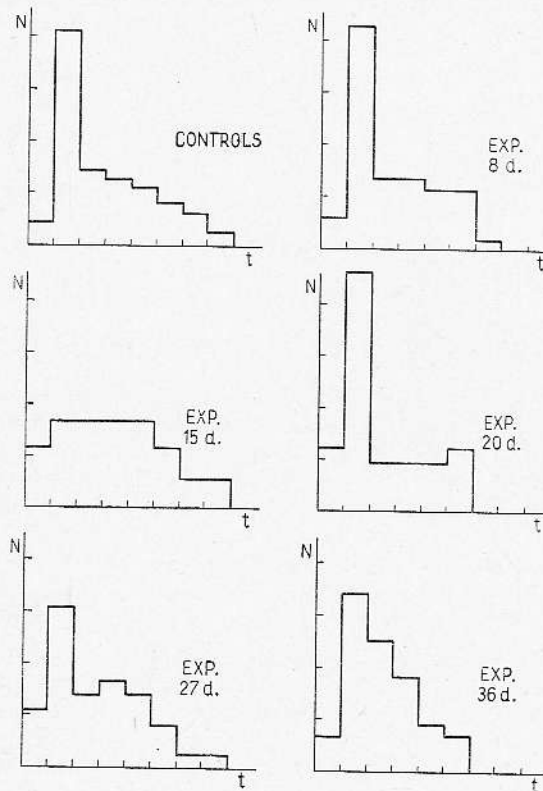 N
CONTROLS
t
N
EXP.
8 d.
t
N
EXP.
15 d.
t
N
EXP.
20 d.
t
N
EXP.
27 d.
t
N
EXP.
36 d.
t